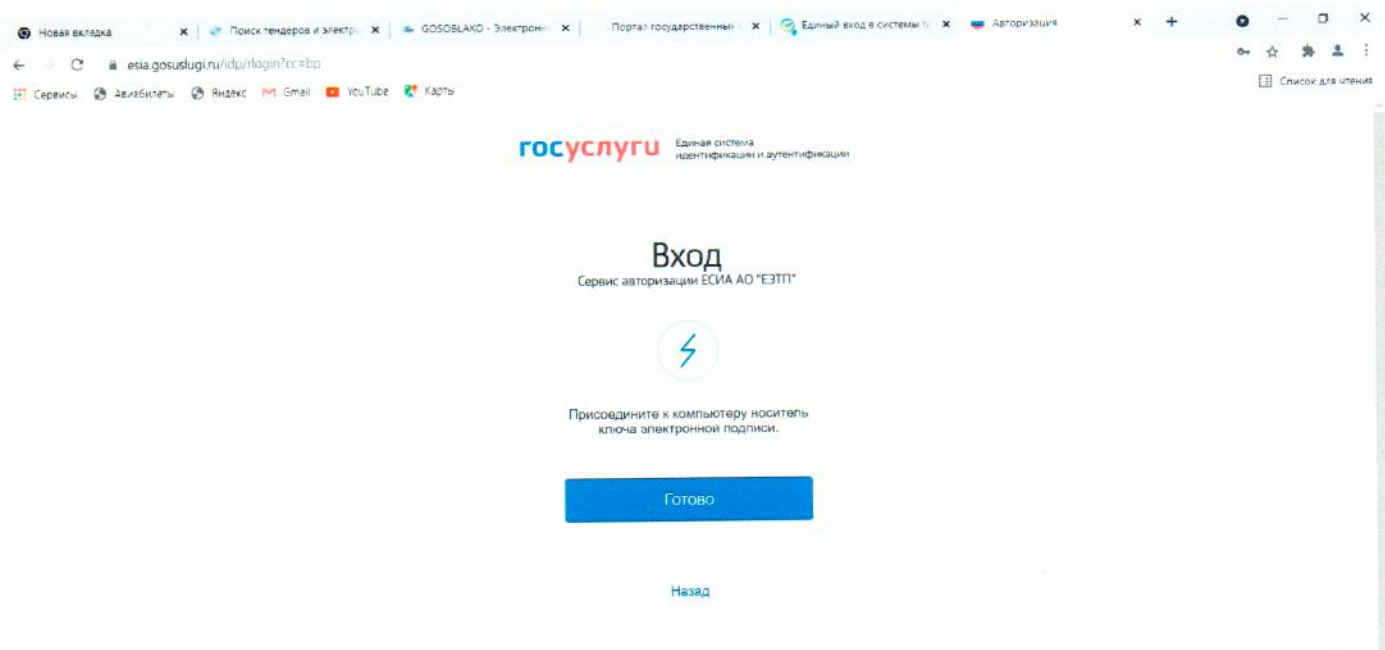 Новая вкладка
Поиск тендеров и электр
GOSOBLAKO - Электронн
Портал государственных
Единый вход в системы
Авторизация
esia.gosuslugi.ru/idp/rlogin?cc=bp
Сервисы
Авиабилеты
Яндекс
Gmail
YouTube
Карты
Список для чтения
госуслуги
Единая система
идентификации и аутентификации
Вход
Сервис авторизации ЕСИА АО "ЕЭТП"
Присоедините к компьютеру носитель
ключа электронной подписи.
Готово
Назад